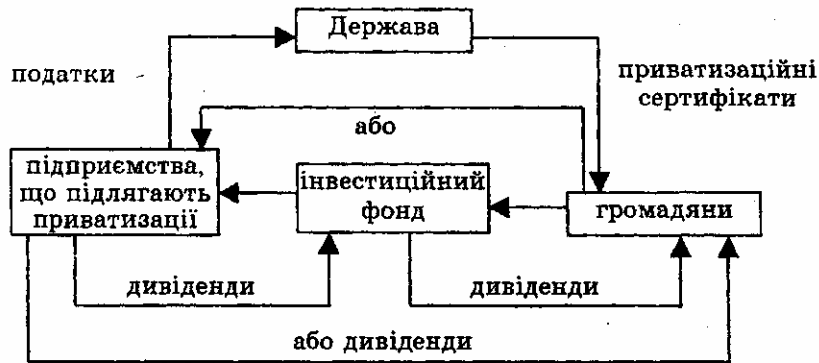 Держава
податки
приватизаційні
сертифікати
або
підприємства,
що підлягають
приватизації
інвестиційний
фонд
громадяни
дивіденди
дивіденди
або дивіденди